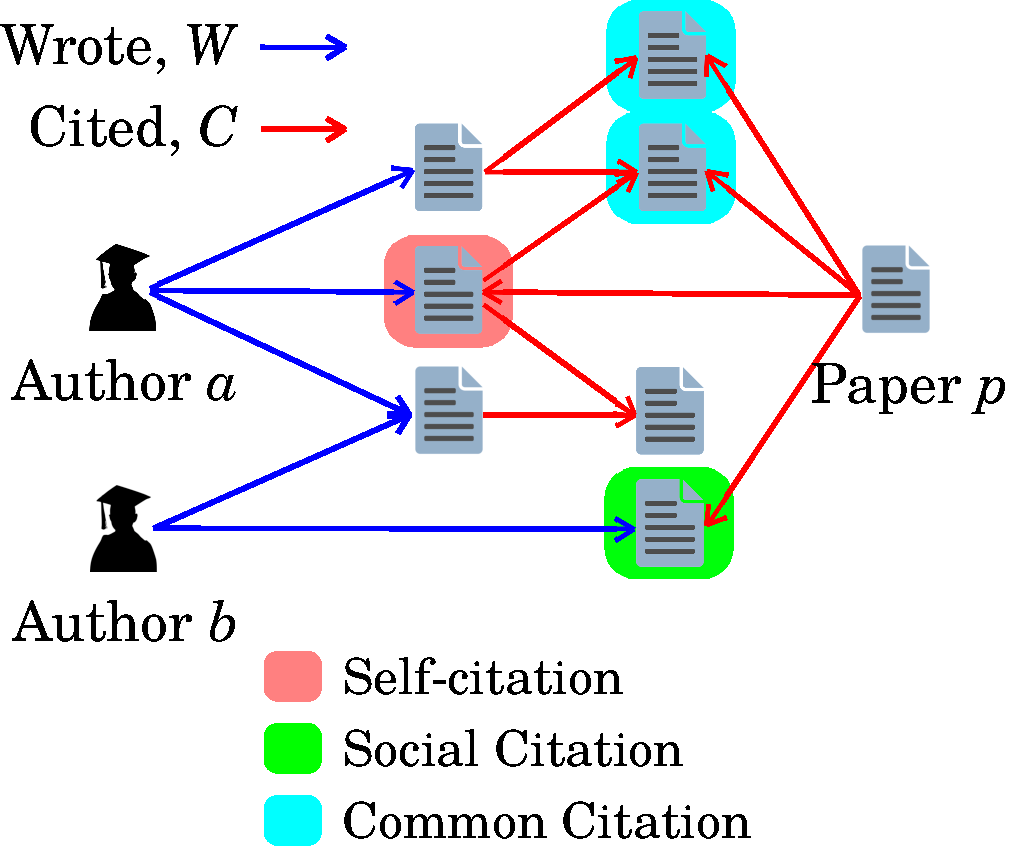 Wrote, W
Cited, C
Author a
Paper p
Author b
Self-citation
Social Citation
Common Citation